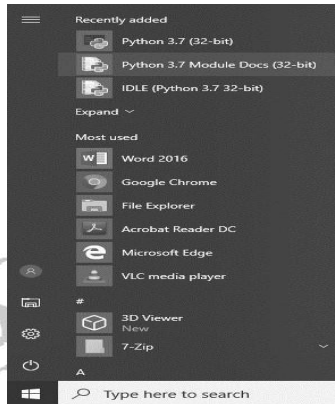 Recently added
Python 3.7 (32-bit)
Python 3.7 Module Docs (32-bit)
IDLE (Python 3.7 32-bit)
Expand
Most used
Word 2016
Google Chrome
File Explorer
Acrobat Reader DC
Microsoft Edge
VLC media player
#
3D Viewer
New
7-Zip
A
Type here to search